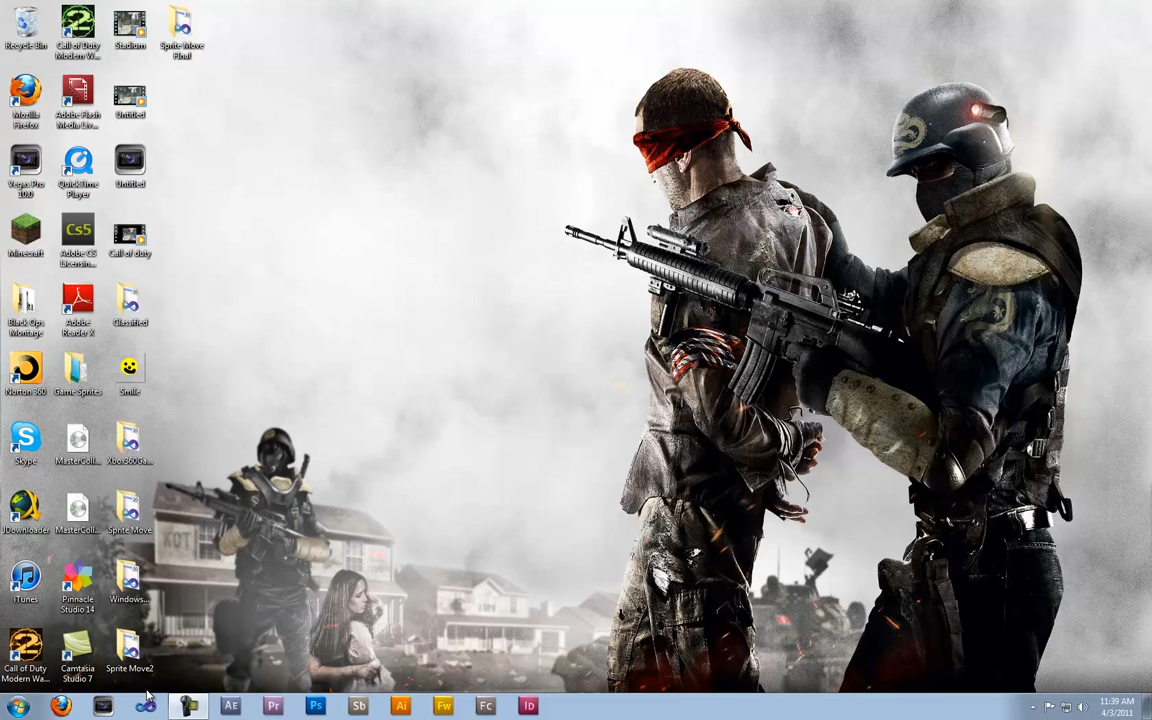 Recycle Bin
Call of Duty
Modern W...
Stadium
Sprite Move
Final
Mozilla
Firefox
Adobe Flash
Media Liv...
Untitled
Vegas Pro
10.0
QuickTime
Player
Untitled
Minecraft
Cs5
Adobe CS
Licensin...
Call of duty
Black Ops
Montage
Adobe
Reader X
Classified
Norton 360
Game Sprites
Smile
Skype
MasterColl...
Xbox360Ga...
JDownloader
MasterColl...
Sprite Move
iTunes
Pinnacle
Studio 14
Windows...
Call of Duty
Modern Wa...
Camtasia
Studio 7
Sprite Move2
KOT
Ae
Pr
Ps
Sb
Ai
Fw
Fc
Id
11:39 AM
4/3/2011